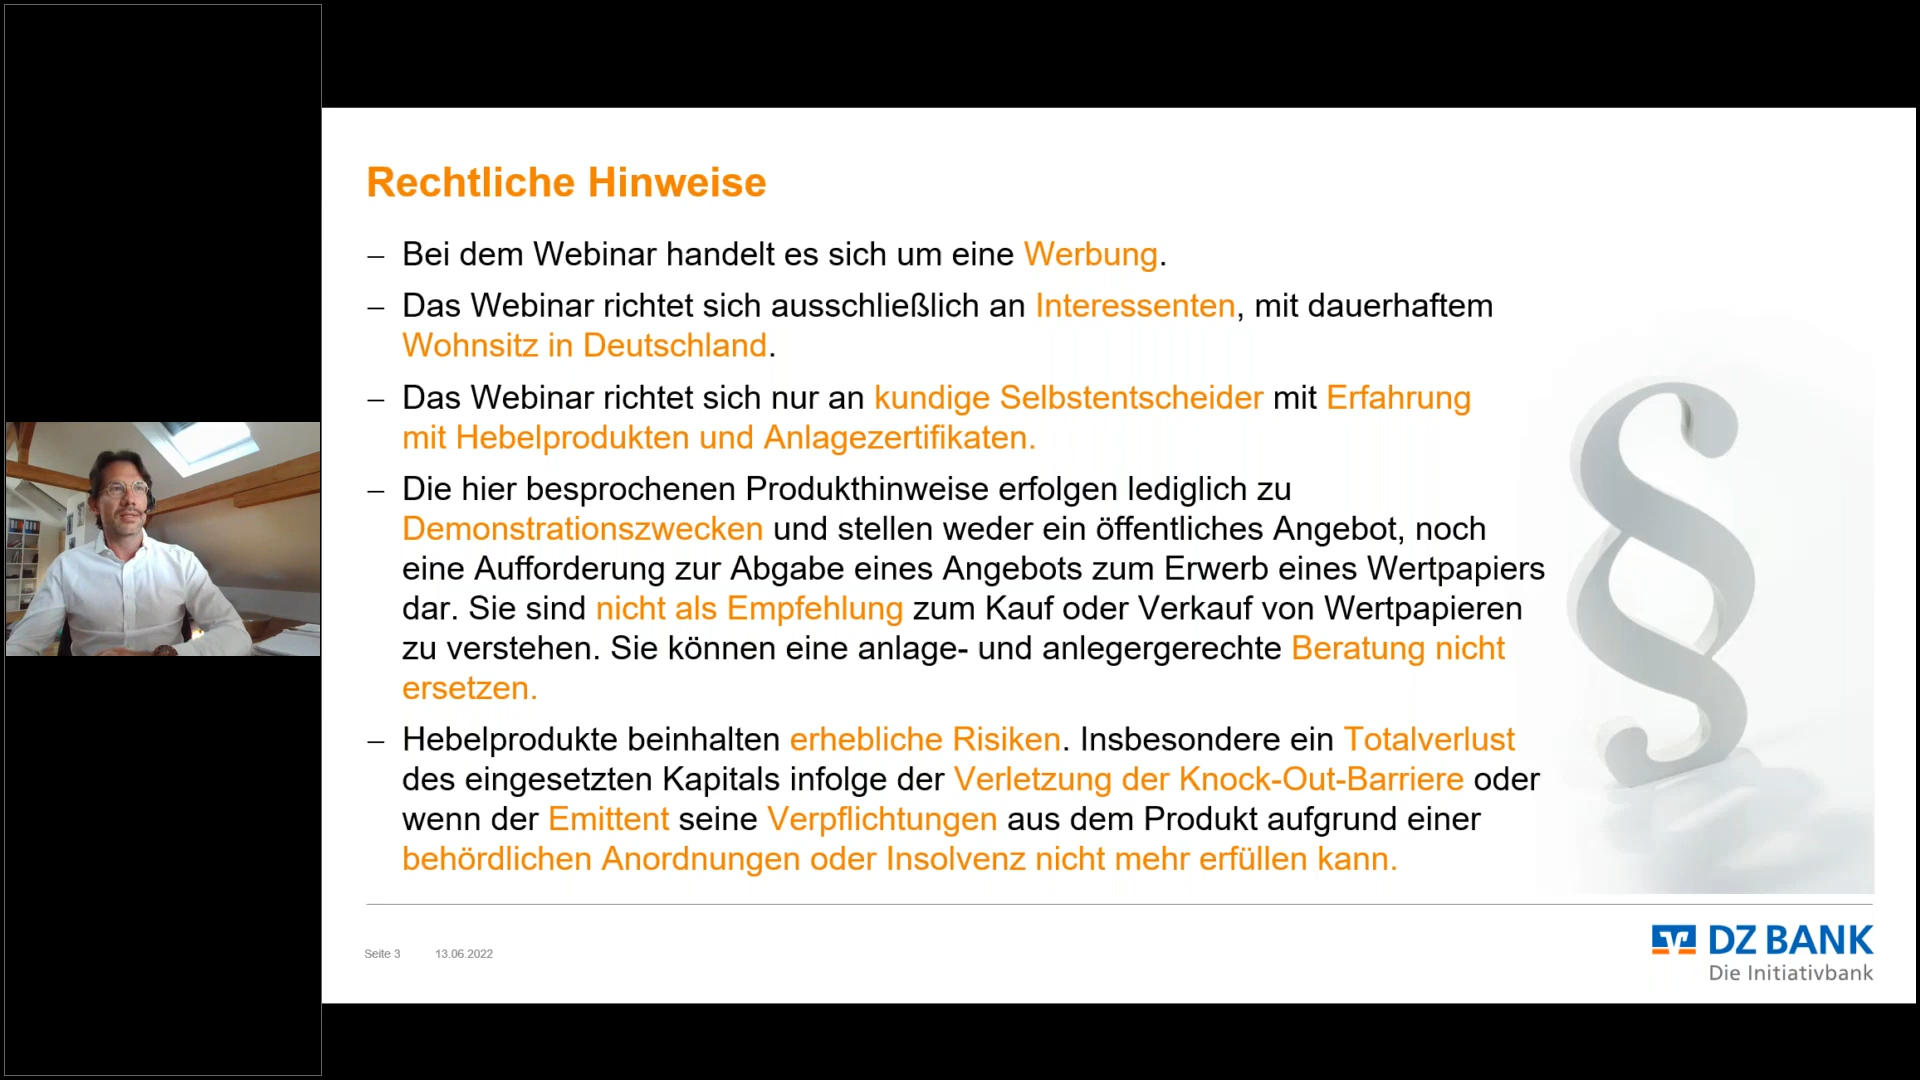 Rechtliche Hinweise
– Bei dem Webinar handelt es sich um eine Werbung.
– Das Webinar richtet sich ausschließlich an Interessenten, mit dauerhaftem
Wohnsitz in Deutschland.
– Das Webinar richtet sich nur an kundige Selbstentscheider mit Erfahrung
mit Hebelprodukten und Anlagezertifikaten.
– Die hier besprochenen Produkthinweise erfolgen lediglich zu
Demonstrationszwecken und stellen weder ein öffentliches Angebot, noch
eine Aufforderung zur Abgabe eines Angebots zum Erwerb eines Wertpapiers
dar. Sie sind nicht als Empfehlung zum Kauf oder Verkauf von Wertpapieren
zu verstehen. Sie können eine anlage- und anlegergerechte Beratung nicht
ersetzen.
– Hebelprodukte beinhalten erhebliche Risiken. Insbesondere ein Totalverlust
des eingesetzten Kapitals infolge der Verletzung der Knock-Out-Barriere oder
wenn der Emittent seine Verpflichtungen aus dem Produkt aufgrund einer
behördlichen Anordnungen oder Insolvenz nicht mehr erfüllen kann.
§
Seite 3 13.06.2022
DZ BANK
Die Initiativbank